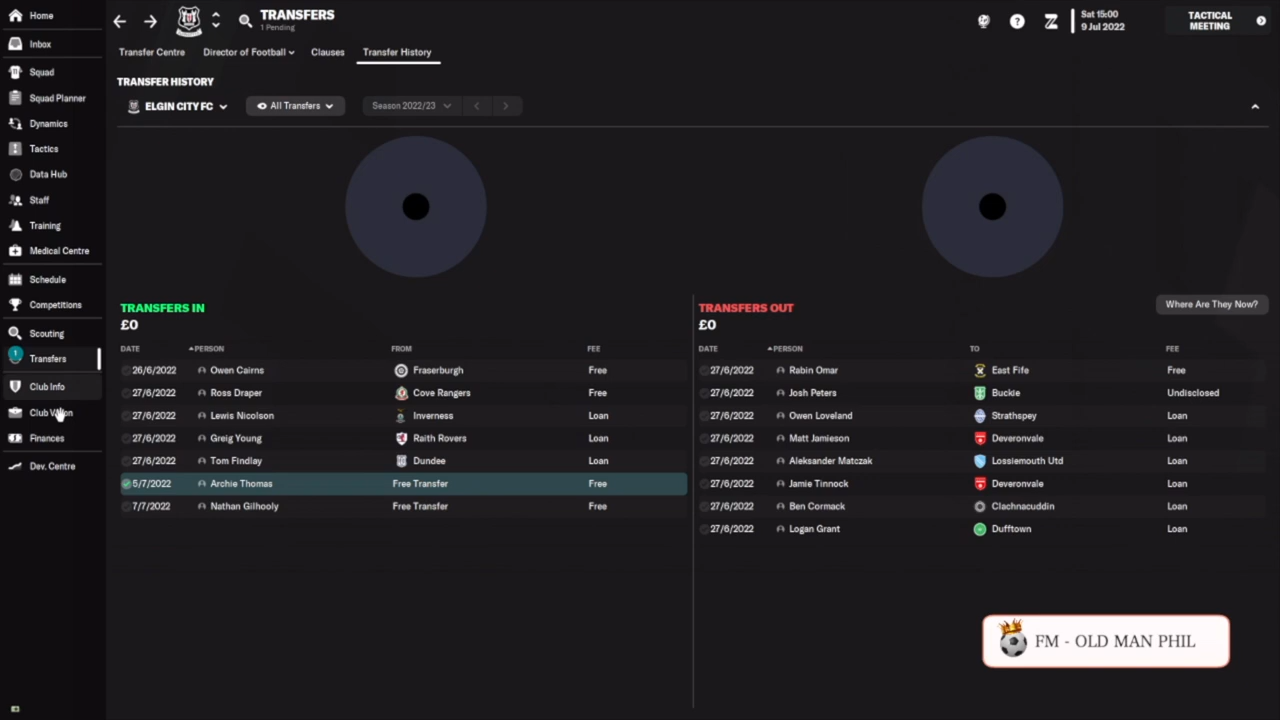 Home
Inbox
Squad
Squad Planner
Dynamics
Tactics
Data Hub
Staff
Training
Medical Centre
Schedule
Competitions
Scouting
1
Transfers
Club Info
Club Vision
Finances
Dev. Centre
TRANSFERS
1 Pending
Sat 15:00
9 Jul 2022
TACTICAL
MEETING
Transfer Centre Director of Football Clauses Transfer History
TRANSFER HISTORY
ELGIN CITY FC All Transfers Season 2022/23
TRANSFERS IN
£0
DATE PERSON FROM FEE
26/6/2022 Owen Cairns Fraserburgh Free
27/6/2022 Ross Draper Cove Rangers Free
27/6/2022 Lewis Nicolson Inverness Loan
27/6/2022 Greig Young Raith Rovers Loan
27/6/2022 Tom Findlay Dundee Loan
5/7/2022 Archie Thomas Free Transfer Free
7/7/2022 Nathan Gilhooly Free Transfer Free
TRANSFERS OUT
£0
Where Are They Now?
DATE PERSON TO FEE
27/6/2022 Rabin Omar East Fife Free
27/6/2022 Josh Peters Buckie Undisclosed
27/6/2022 Owen Loveland Strathspey Loan
27/6/2022 Matt Jamieson Deveronvale Loan
27/6/2022 Aleksander Matczak Lossiemouth Utd Loan
27/6/2022 Jamie Tinnock Deveronvale Loan
27/6/2022 Ben Cormack Clachnacuddin Loan
27/6/2022 Logan Grant Dufftown Loan
FM - OLD MAN PHIL